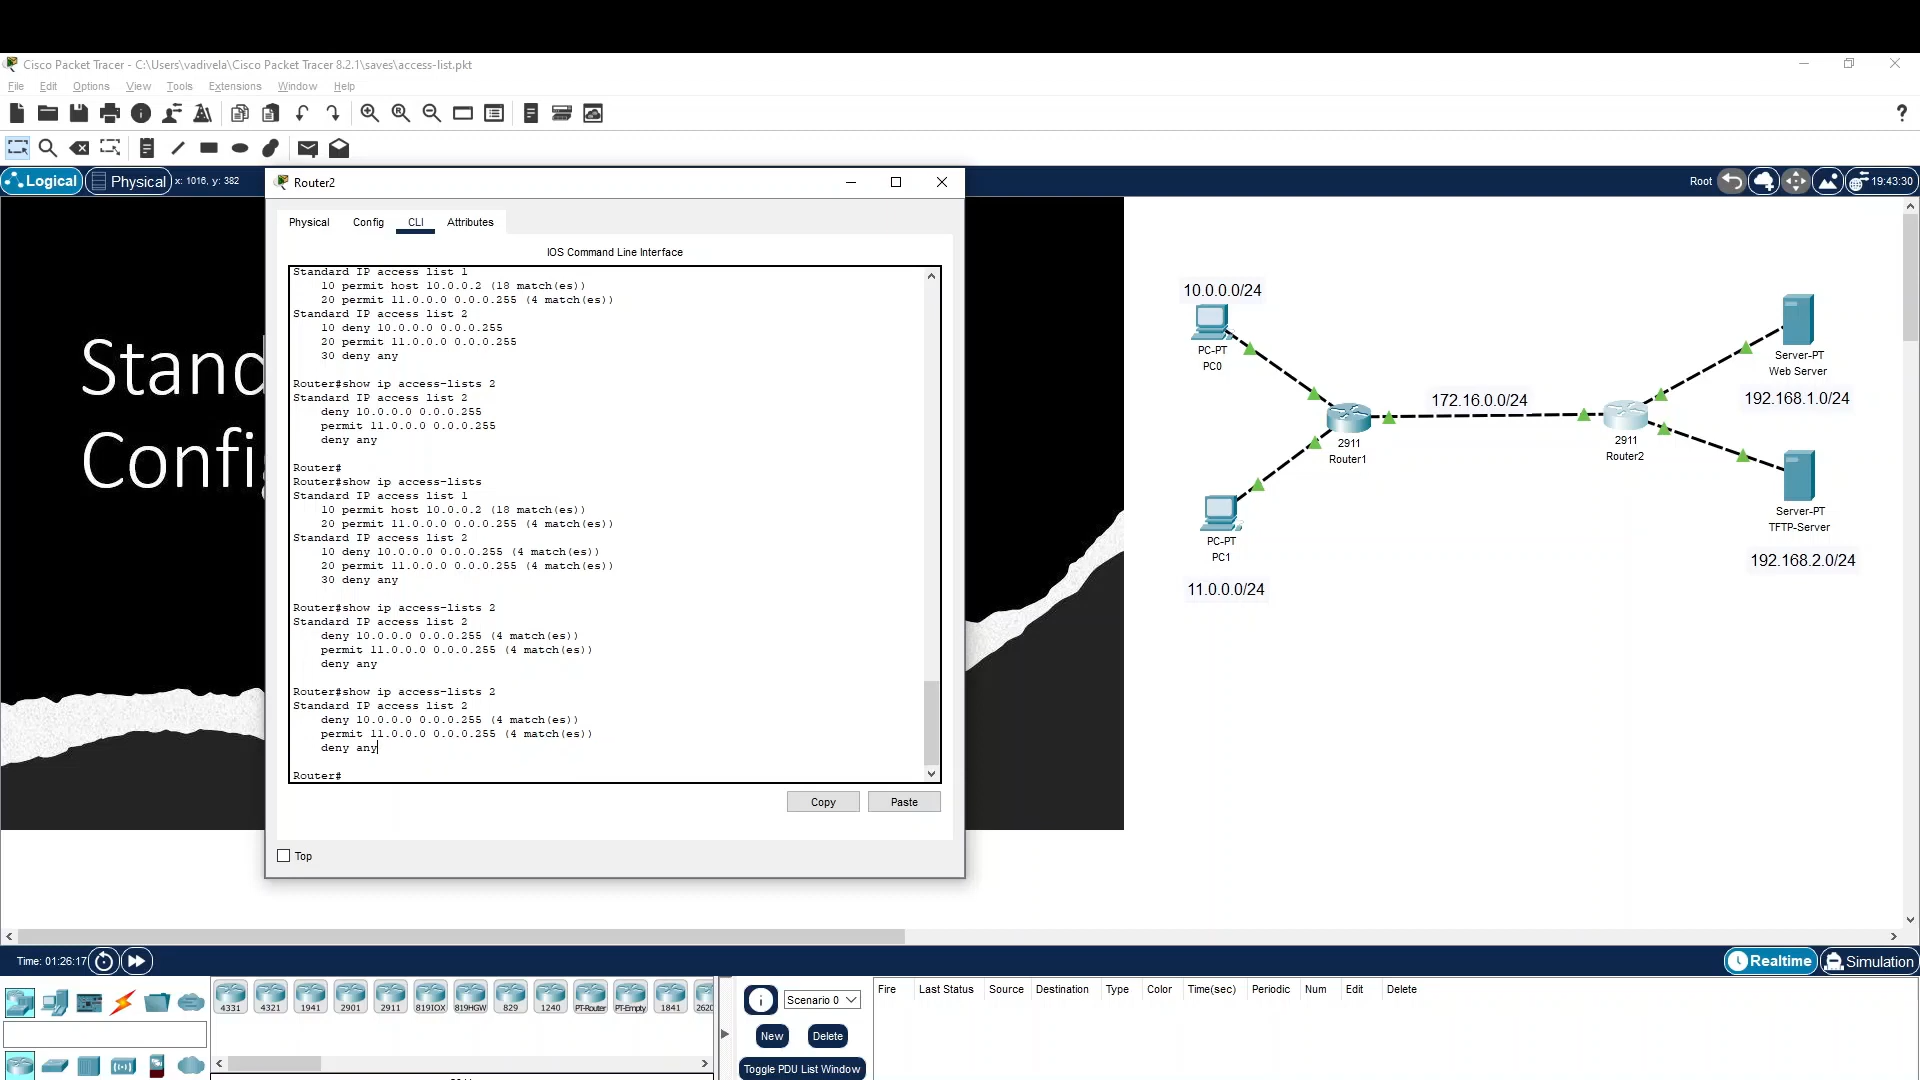 Cisco Packet Tracer - C:\Users\vadivela\Cisco Packet Tracer 8.2.1\saves\access-list.pkt
File Edit Options View Tools Extensions Window Help
Logical Physical x: 1016, y: 382
Root 19:43:30
Stand
Config
Router2
Physical Config CLI Attributes
IOS Command Line Interface
Standard IP access list 1
10 permit host 10.0.0.2 (18 match(es))
20 permit 11.0.0.0 0.0.0.255 (4 match(es))
Standard IP access list 2
10 deny 10.0.0.0 0.0.0.255
20 permit 11.0.0.0 0.0.0.255
30 deny any
Router#show ip access-lists 2
Standard IP access list 2
deny 10.0.0.0 0.0.0.255
permit 11.0.0.0 0.0.0.255
deny any
Router#
Router#show ip access-lists
Standard IP access list 1
10 permit host 10.0.0.2 (18 match(es))
20 permit 11.0.0.0 0.0.0.255 (4 match(es))
Standard IP access list 2
10 deny 10.0.0.0 0.0.0.255 (4 match(es))
20 permit 11.0.0.0 0.0.0.255 (4 match(es))
30 deny any
Router#show ip access-lists 2
Standard IP access list 2
deny 10.0.0.0 0.0.0.255 (4 match(es))
permit 11.0.0.0 0.0.0.255 (4 match(es))
deny any
Router#show ip access-lists 2
Standard IP access list 2
deny 10.0.0.0 0.0.0.255 (4 match(es))
permit 11.0.0.0 0.0.0.255 (4 match(es))
deny any
Router#
Copy Paste
Top
10.0.0.0/24
PC-PT
PC0
172.16.0.0/24
2911
Router1
2911
Router2
Server-PT
Web Server
192.168.1.0/24
PC-PT
PC1
11.0.0.0/24
Server-PT
TFTP-Server
192.168.2.0/24
Time: 01:26:17
Realtime Simulation
4331 4321 1941 2901 2911 819IOX 819HGW 829 1240 PT-Router PT-Empty 1841 2620
Scenario 0
New Delete
Toggle PDU List Window
Fire Last Status Source Destination Type Color Time(sec) Periodic Num Edit Delete